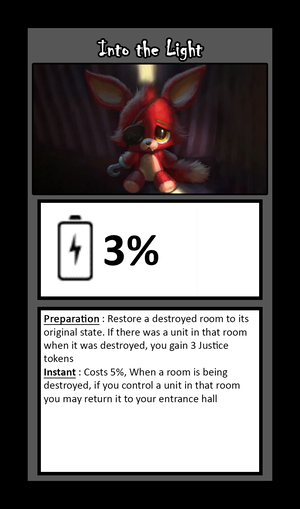 Into the Light
3%
Preparation : Restore a destroyed room to its
original state. If there was a unit in that room
when it was destroyed, you gain 3 Justice
tokens
Instant : Costs 5%, When a room is being
destroyed, if you control a unit in that room
you may return it to your entrance hall